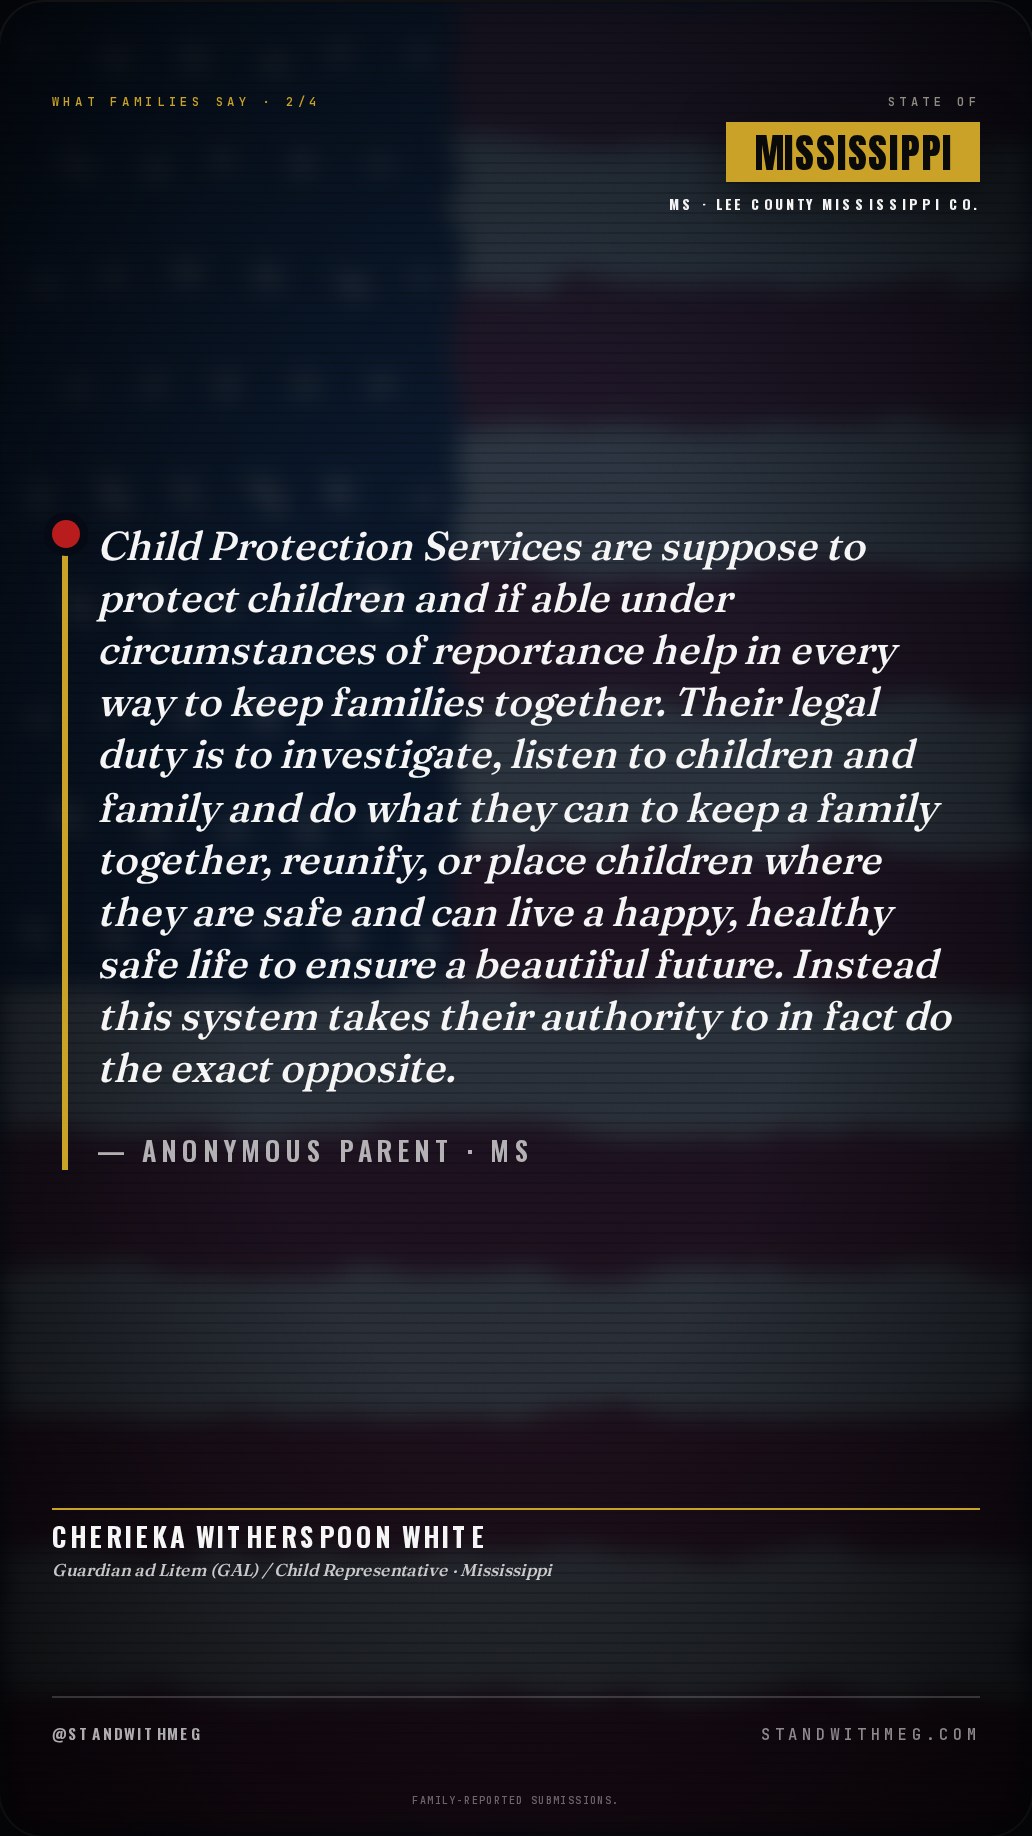 WHAT FAMILIES SAY · 2/4
STATE OF
MISSISSIPPI
MS · LEE COUNTY MISSISSIPPI CO.
Child Protection Services are suppose to
protect children and if able under
circumstances of reportance help in every
way to keep families together. Their legal
duty is to investigate, listen to children and
family and do what they can to keep a family
together, reunify, or place children where
they are safe and can live a happy, healthy
safe life to ensure a beautiful future. Instead
this system takes their authority to in fact do
the exact opposite.
— ANONYMOUS PARENT · MS
CHERIEKA WITHERSPOON WHITE
Guardian ad Litem (GAL) / Child Representative · Mississippi
@STANDWITHMEG
STANDWITHMEG.COM
FAMILY-REPORTED SUBMISSIONS.